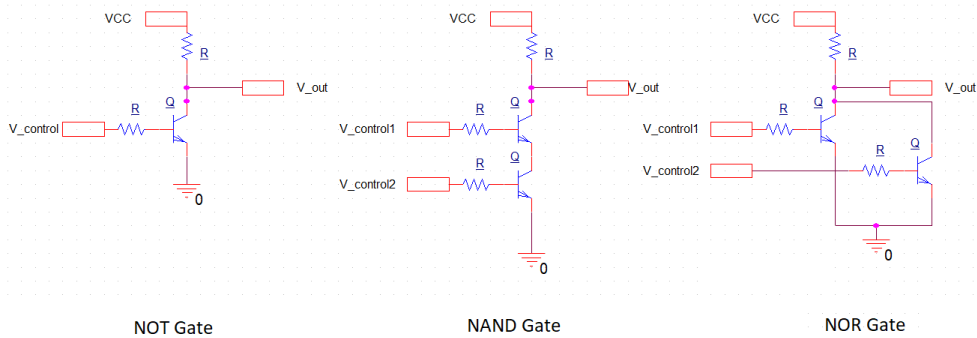 VCC
R
V_out
R
Q
V_control
0
NOT Gate
VCC
R
V_out
Q
R
V_control1
Q
R
V_control2
0
NAND Gate
VCC
R
V_out
R
Q
V_control1
R
Q
V_control2
0
NOR Gate